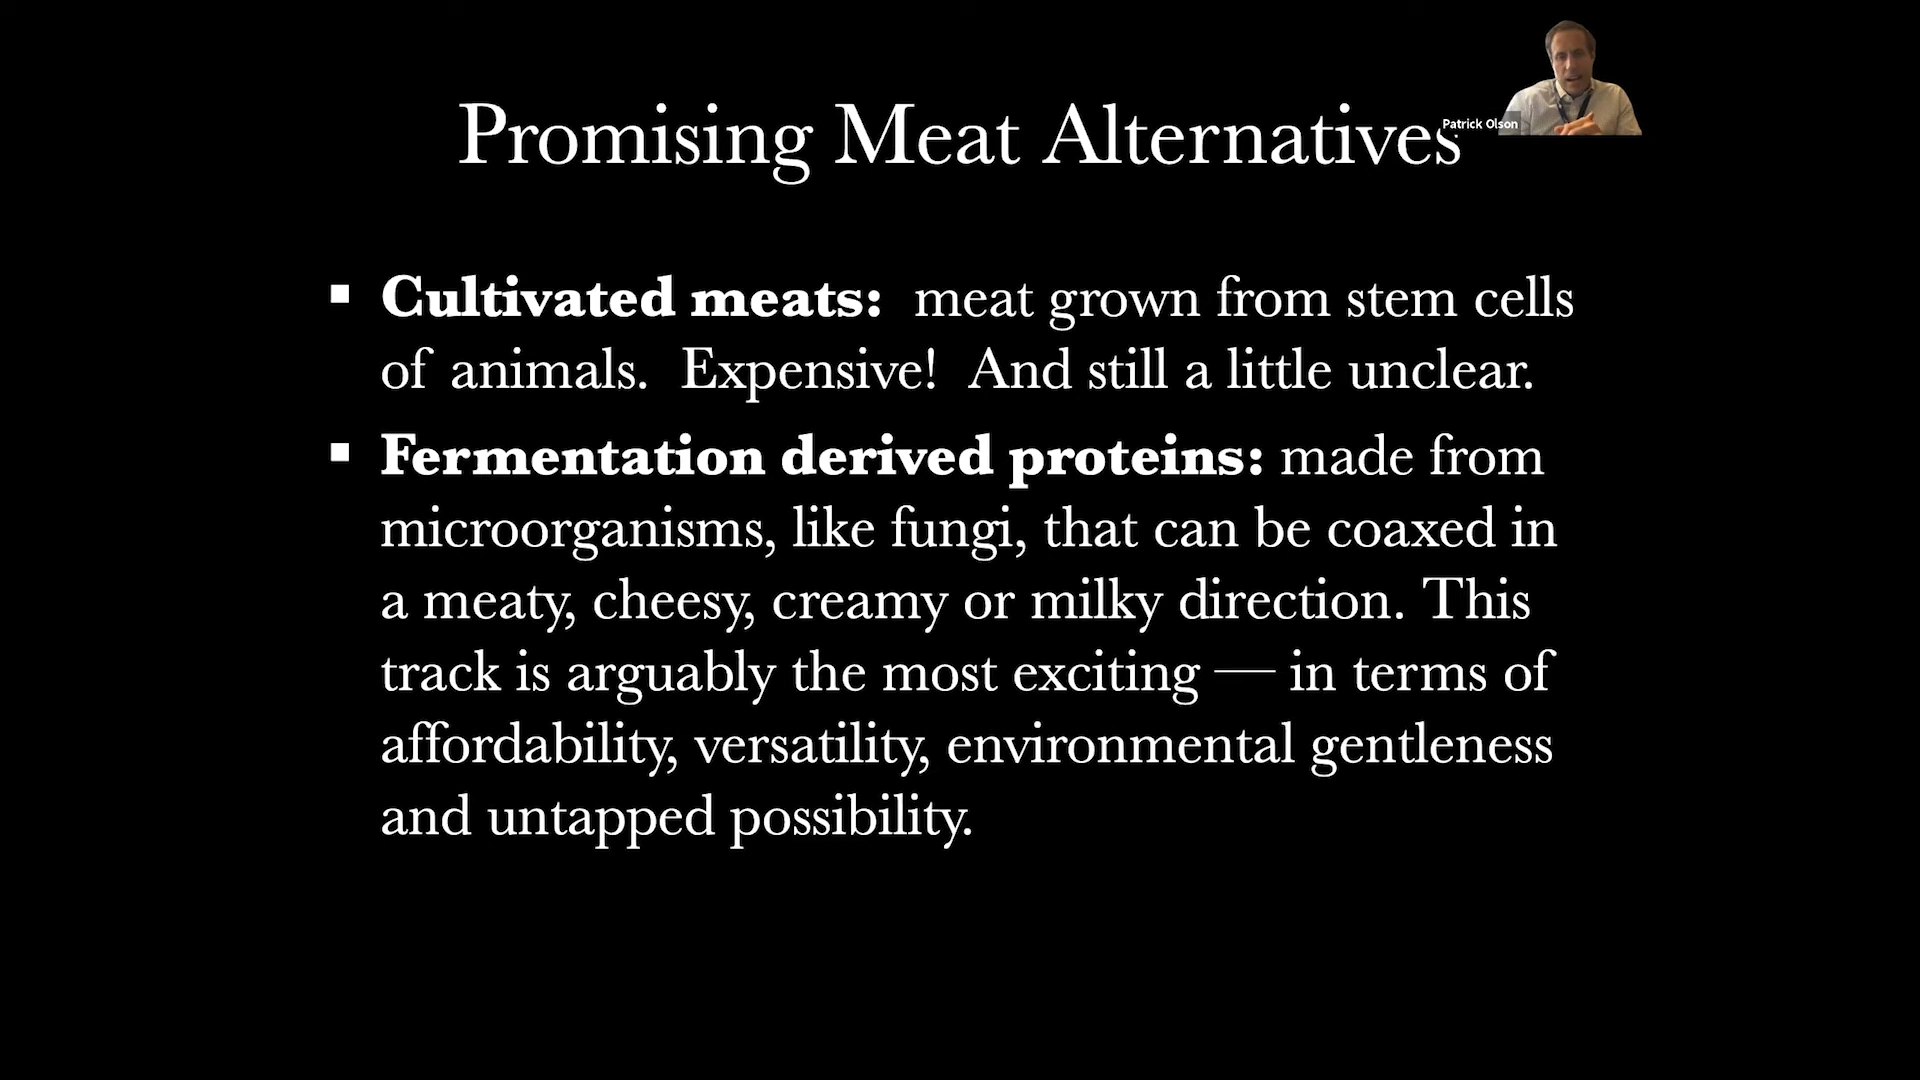 Promising Meat Alternatives
Patrick Olson
▪ Cultivated meats: meat grown from stem cells
of animals. Expensive! And still a little unclear.
▪ Fermentation derived proteins: made from
microorganisms, like fungi, that can be coaxed in
a meaty, cheesy, creamy or milky direction. This
track is arguably the most exciting — in terms of
affordability, versatility, environmental gentleness
and untapped possibility.